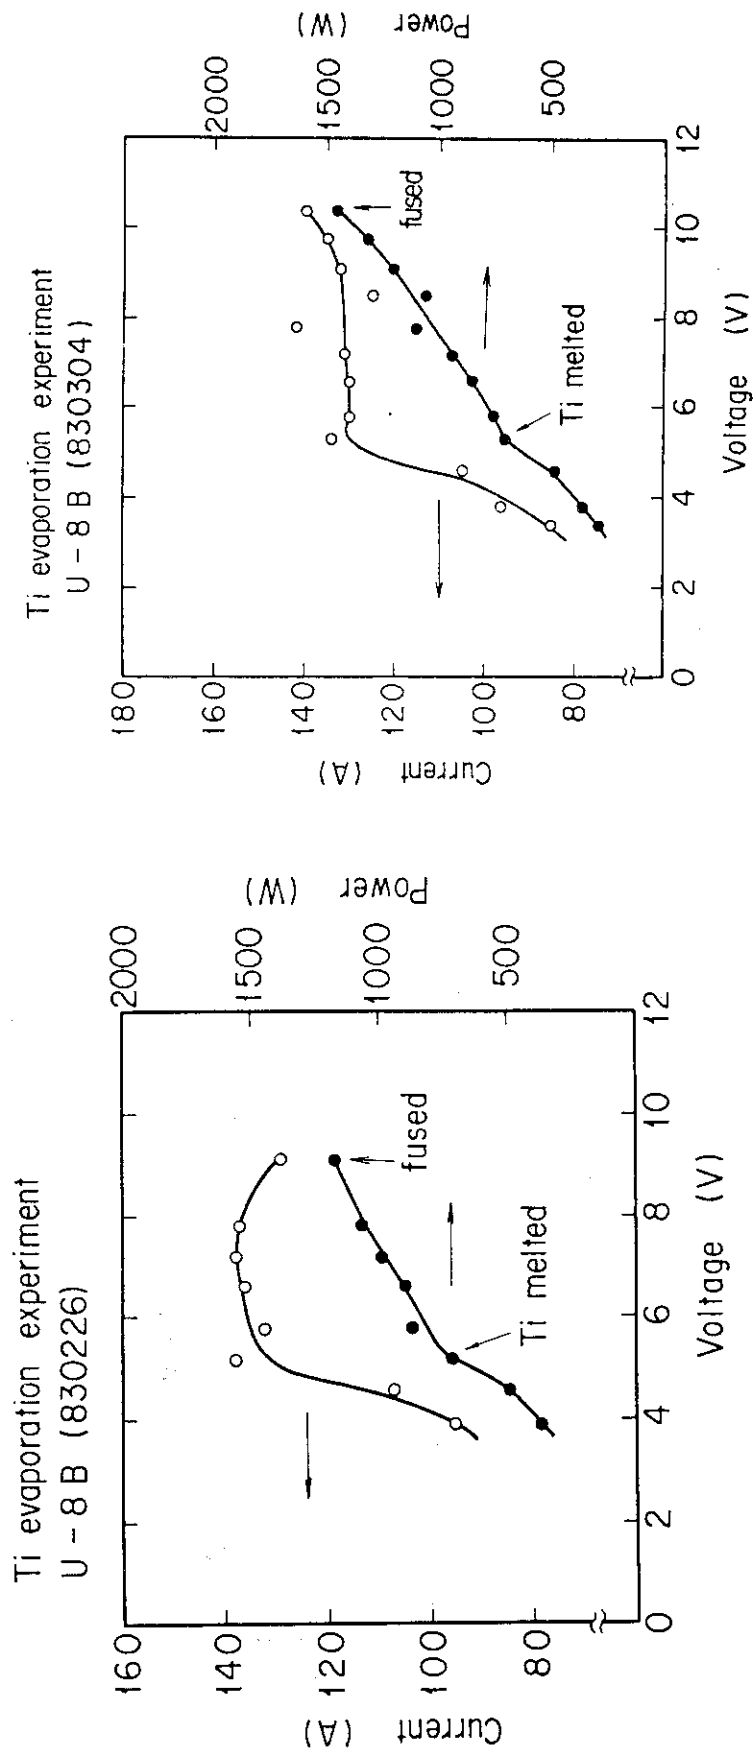 Ti evaporation experiment
U - 8 B (830226)
Current (A)
160
140
120
100
80
Power (W)
2000
1500
1000
500
fused
Ti melted
0
2
4
6
8
10
12
Voltage (V)
Ti evaporation experiment
U - 8 B (830304)
Current (A)
180
160
140
120
100
80
Power (W)
2000
1500
1000
500
fused
Ti melted
0
2
4
6
8
10
12
Voltage (V)